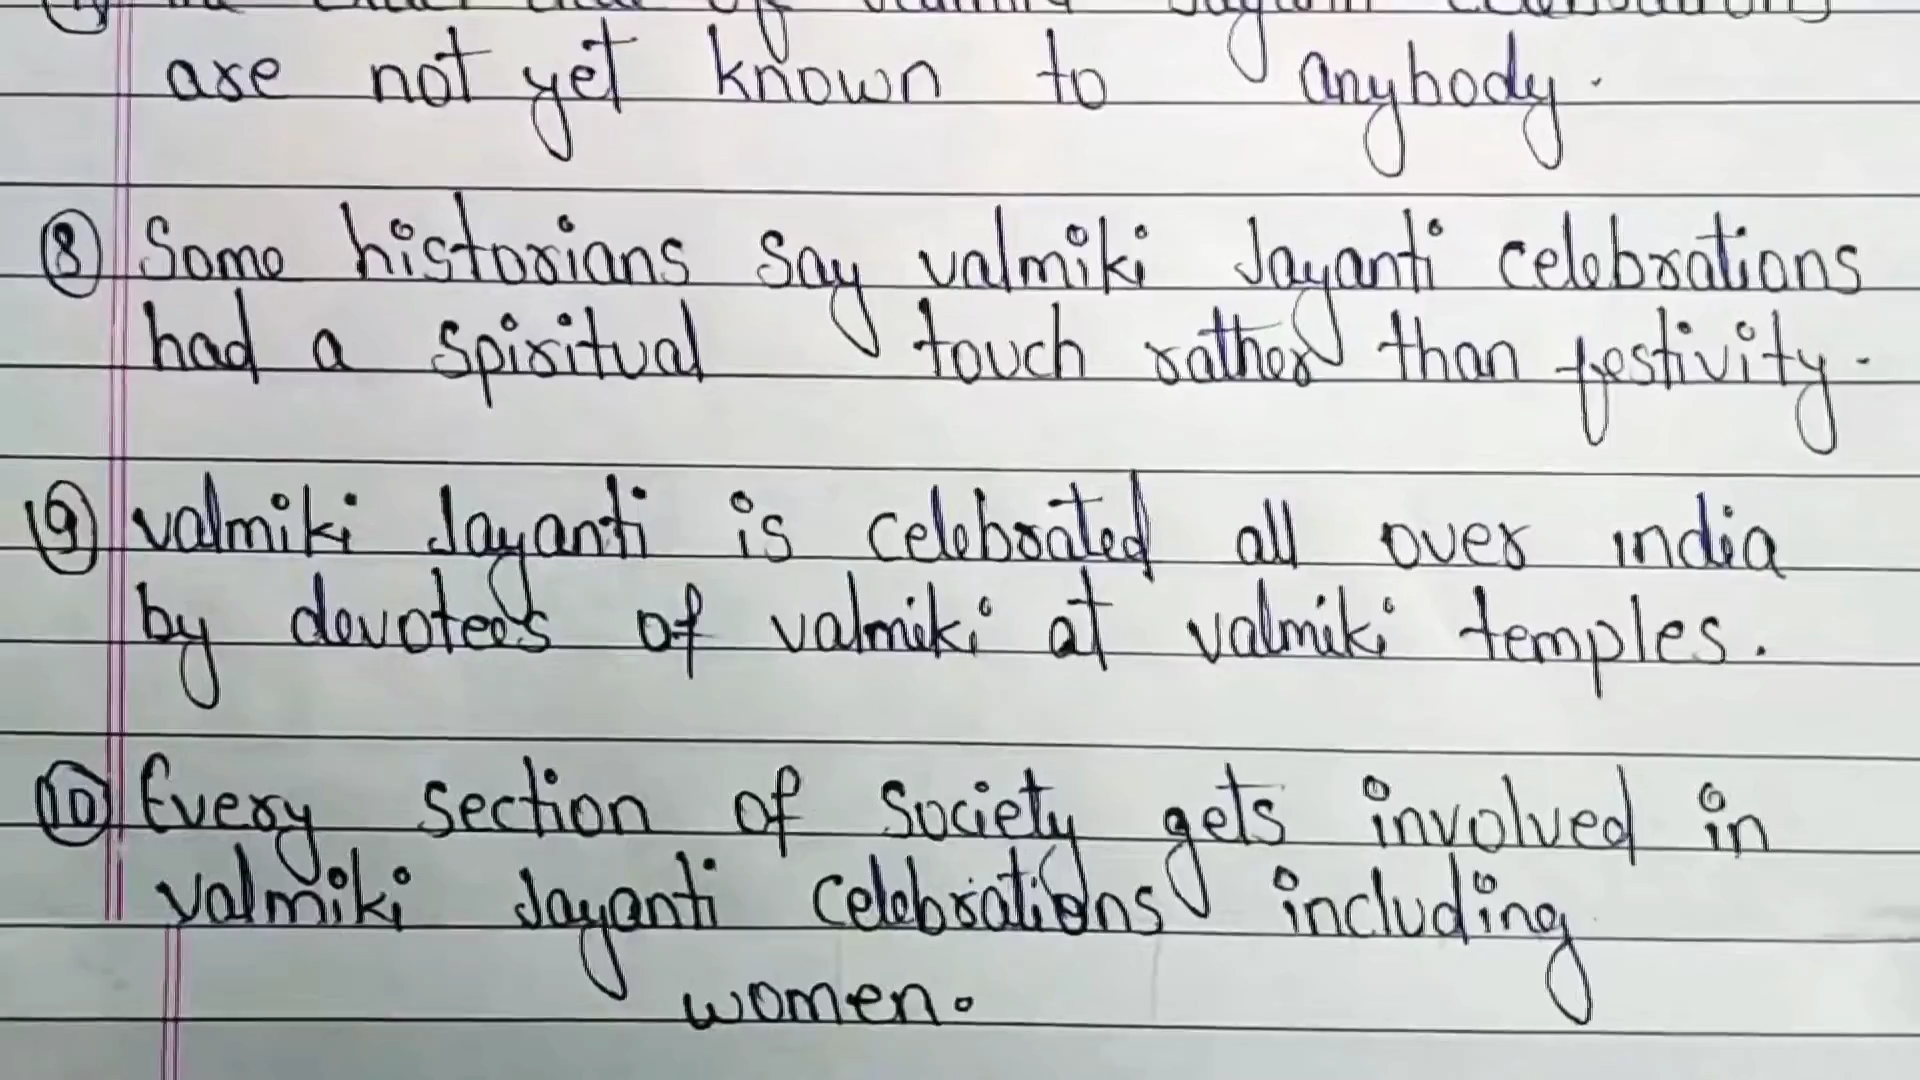 are not yet known to anybody.
8 Some historians say valmiki Jayanti celebrations
had a spiritual touch rather than festivity.
9 valmiki Jayanti is celebrated all over india
by devotees of valmiki at valmiki temples.
10 Every section of society gets involved in
valmiki Jayanti celebrations including
women.